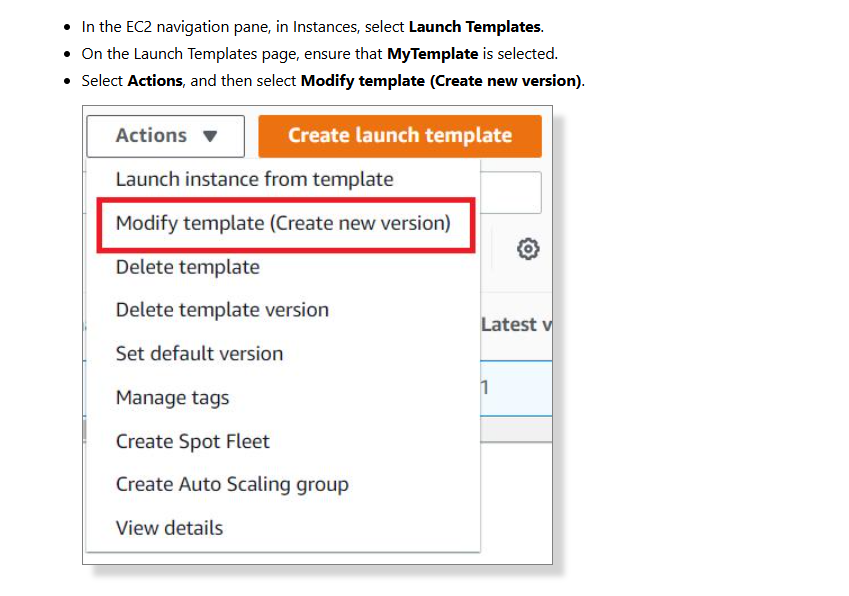 In the EC2 navigation pane, in Instances, select Launch Templates.
On the Launch Templates page, ensure that MyTemplate is selected.
Select Actions, and then select Modify template (Create new version).
Actions
Create launch template
Launch instance from template
Modify template (Create new version)
Delete template
Delete template version
Latest v
Set default version
1
Manage tags
Create Spot Fleet
Create Auto Scaling group
View details